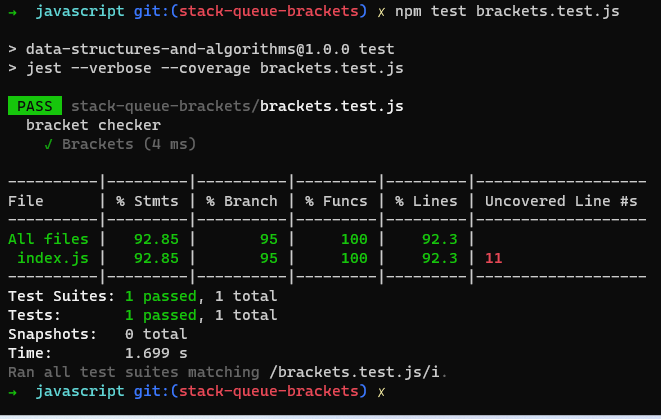 → javascript git:(stack-queue-brackets) ✗ npm test brackets.test.js
> data-structures-and-algorithms@1.0.0 test
> jest --verbose --coverage brackets.test.js
PASS stack-queue-brackets/brackets.test.js
bracket checker
√ Brackets (4 ms)
----------|---------|----------|---------|---------|-------------------
File      | % Stmts | % Branch | % Funcs | % Lines | Uncovered Line #s
----------|---------|----------|---------|---------|-------------------
All files |   92.85 |       95 |     100 |    92.3 |
 index.js |   92.85 |       95 |     100 |    92.3 | 11
----------|---------|----------|---------|---------|-------------------
Test Suites: 1 passed, 1 total
Tests:       1 passed, 1 total
Snapshots:   0 total
Time:        1.699 s
Ran all test suites matching /brackets.test.js/i.
→ javascript git:(stack-queue-brackets) ✗